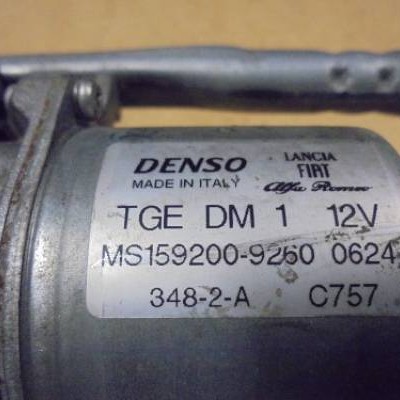 DENSO
MADE IN ITALY
LANCIA
FIAT
Alfa Romeo
TGE DM 1 12V
MS159200-9260 0624
348-2-A C757